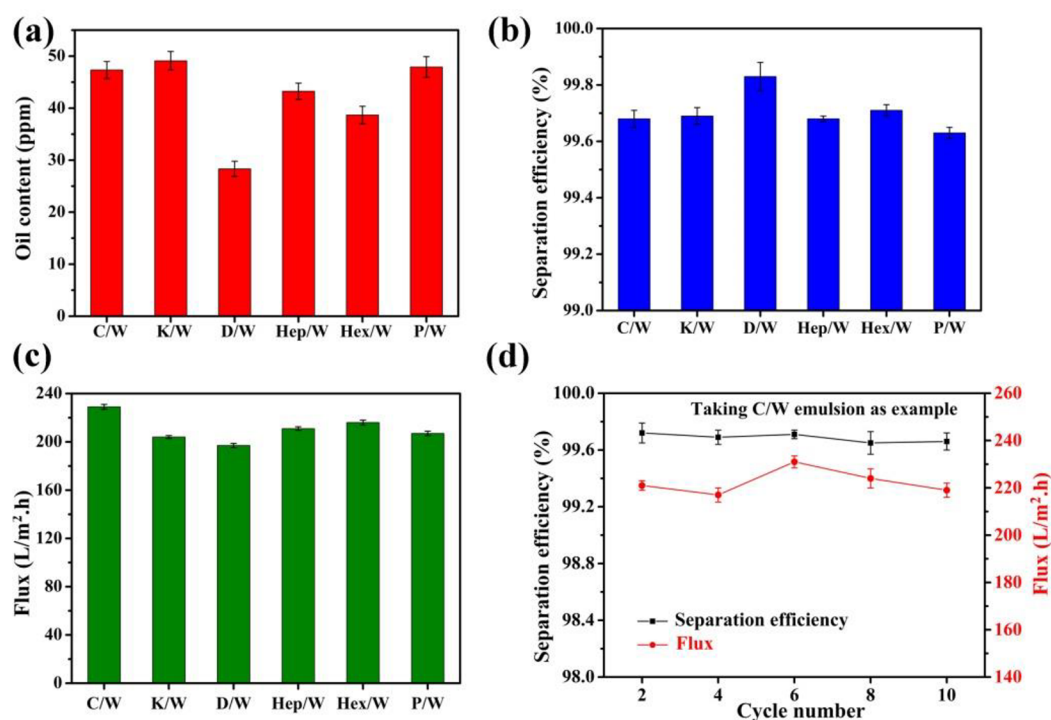 (a)
50
40
30
20
10
0
Oil content (ppm)
C/W K/W D/W Hep/W Hex/W P/W
(b)
100.0
99.8
99.6
99.4
99.2
99.0
Separation efficiency (%)
C/W K/W D/W Hep/W Hex/W P/W
(c)
240
200
160
120
80
40
0
Flux (L/m².h)
C/W K/W D/W Hep/W Hex/W P/W
(d)
100.0
99.6
99.2
98.8
98.4
98.0
Separation efficiency (%)
Taking C/W emulsion as example
Separation efficiency
Flux
260
240
220
200
180
160
140
Flux (L/m².h)
2 4 6 8 10
Cycle number